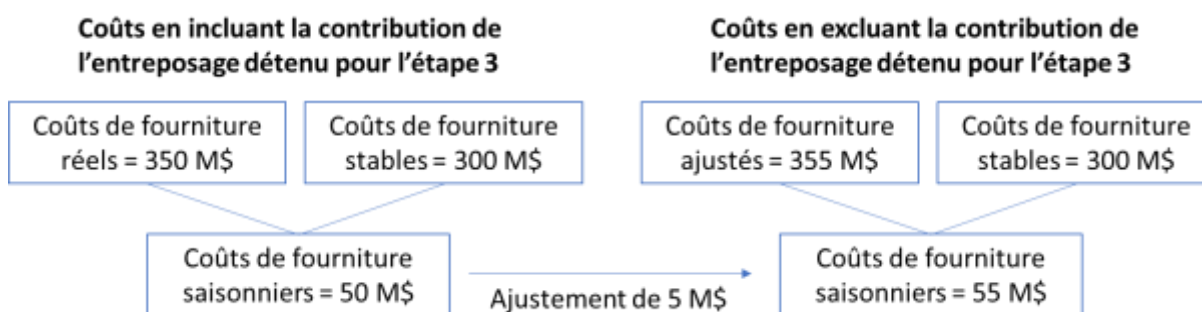 Coûts en incluant la contribution de
l'entreposage détenu pour l'étape 3
Coûts de fourniture
réels = 350 M$
Coûts de fourniture
stables = 300 M$
Coûts de fourniture
saisonniers = 50 M$
Ajustement de 5 M$
Coûts en excluant la contribution de
l'entreposage détenu pour l'étape 3
Coûts de fourniture
ajustés = 355 M$
Coûts de fourniture
stables = 300 M$
Coûts de fourniture
saisonniers = 55 M$